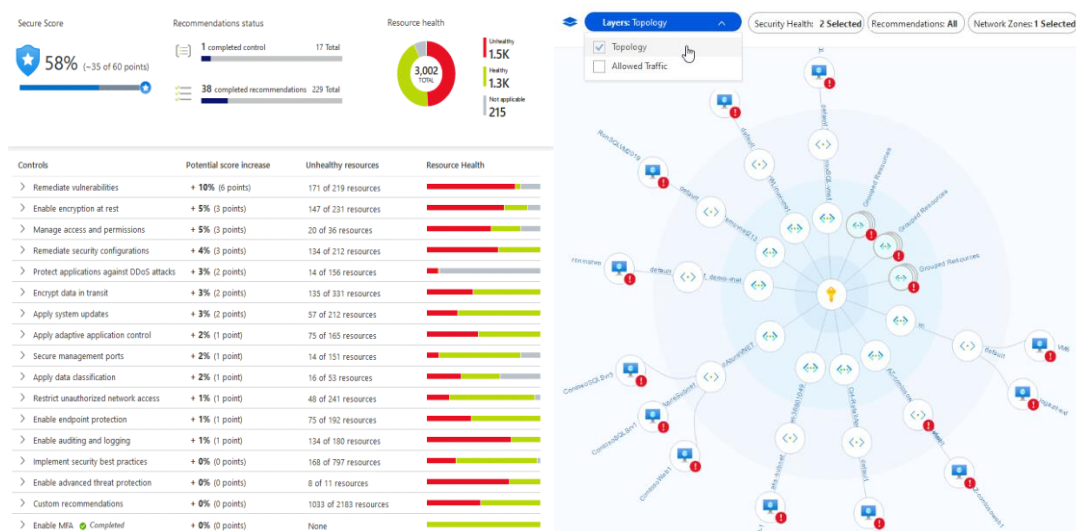 Secure Score
58% (~35 of 60 points)
Recommendations status
1 completed control 17 Total
38 completed recommendations 229 Total
Resource health
3,002
TOTAL
Unhealthy
1.5K
Healthy
1.3K
Not applicable
215
Controls Potential score increase Unhealthy resources Resource Health
Remediate vulnerabilities + 10% (6 points) 171 of 219 resources
Enable encryption at rest + 5% (3 points) 147 of 231 resources
Manage access and permissions + 5% (3 points) 20 of 36 resources
Remediate security configurations + 4% (3 points) 134 of 212 resources
Protect applications against DDoS attacks + 3% (2 points) 14 of 156 resources
Encrypt data in transit + 3% (2 points) 135 of 331 resources
Apply system updates + 3% (2 points) 57 of 212 resources
Apply adaptive application control + 2% (1 point) 75 of 165 resources
Secure management ports + 2% (1 point) 14 of 151 resources
Apply data classification + 2% (1 point) 16 of 53 resources
Restrict unauthorized network access + 1% (1 point) 48 of 241 resources
Enable endpoint protection + 1% (1 point) 75 of 192 resources
Enable auditing and logging + 1% (1 point) 134 of 180 resources
Implement security best practices + 0% (0 points) 168 of 797 resources
Enable advanced threat protection + 0% (0 points) 8 of 11 resources
Custom recommendations + 0% (0 points) 1033 of 2183 resources
Enable MFA Completed + 0% (0 points) None
Layers: Topology
Security Health: 2 Selected
Recommendations: All
Network Zones: 1 Selected
Topology
Allowed Traffic
default
default
default
default
Grouped Resources
Grouped Resources
Grouped Resources
default
VM6
default
ContosoSQLSrv1
ContosoWeb1